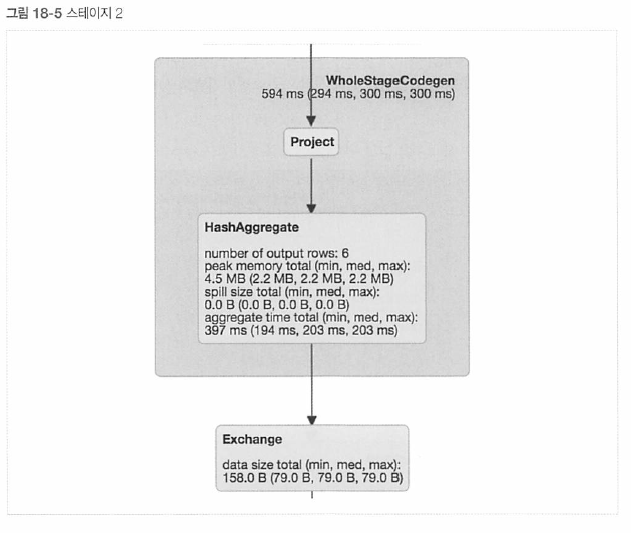 그림 18-5 스테이지 2
WholeStageCodegen
594 ms (294 ms, 300 ms, 300 ms)
Project
HashAggregate
number of output rows: 6
peak memory total (min, med, max):
4.5 MB (2.2 MB, 2.2 MB, 2.2 MB)
spill size total (min, med, max):
0.0 B (0.0 B, 0.0 B, 0.0 B)
aggregate time total (min, med, max):
397 ms (194 ms, 203 ms, 203 ms)
Exchange
data size total (min, med, max):
158.0 B (79.0 B, 79.0 B, 79.0 B)